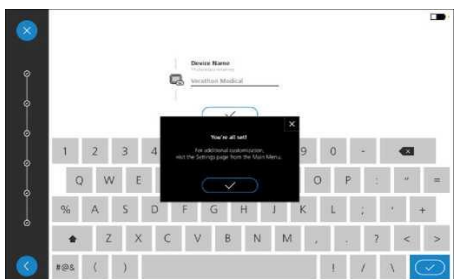 Device Name
Verathon Medical
You're all set!
For additional customization,
visit the Settings page from the Main Menu.
1 2 3 4 9 0 -
Q W E O P : " =
% A S D F G H J K L ; ' +
Z X C V B N M , . ? < >
#@& ( ) ! / \